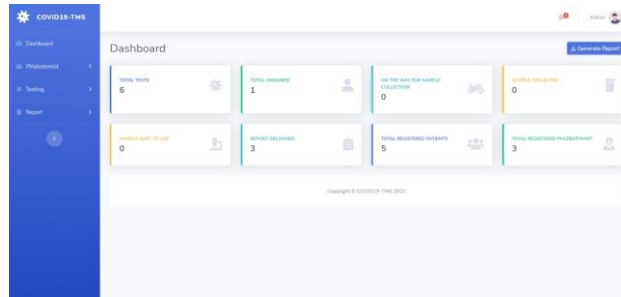 COVID19-TMS
Admin
Dashboard
Dashboard
Generate Report
Phlebotomist
TOTAL TESTS
6
TOTAL ASSIGNED
1
ON THE WAY FOR SAMPLE
COLLECTION
0
SAMPLE COLLECTED
0
Testing
Report
SAMPLE SENT TO LAB
0
REPORT DELIVERED
3
TOTAL REGISTERED PATIENTS
5
TOTAL REGISTERED PHLEBOTOMIST
3
Copyright © COVID19-TMS 2021